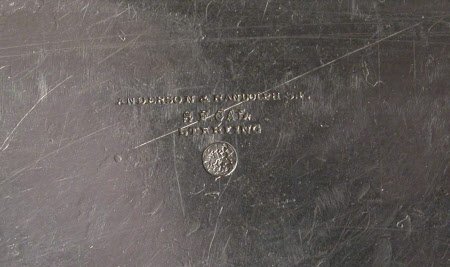 ANDERSON & RANDOLPH
S.F. CAL.
STERLING